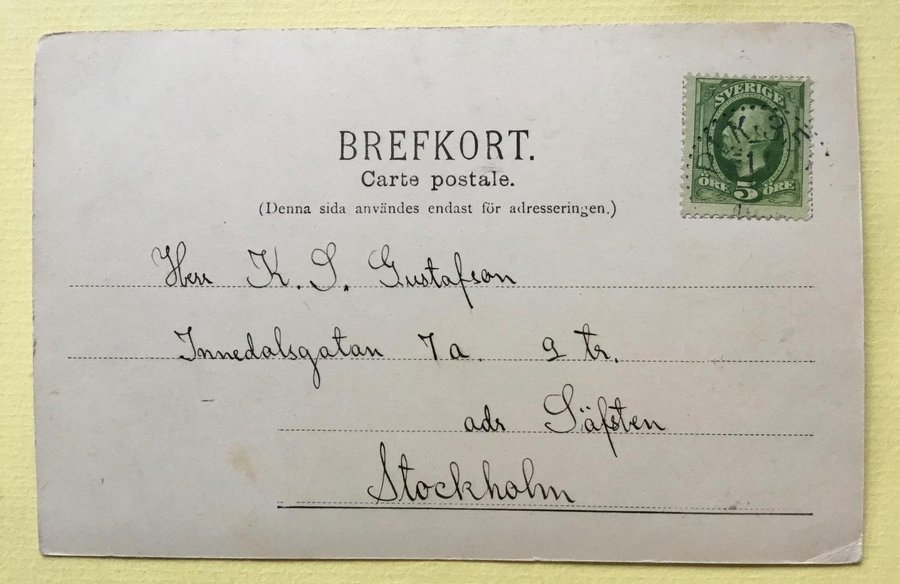 BREFKORT.
Carte postale.
(Denna sida användes endast för adresseringen.)
SVERIGE
ÖRE 5 ÖRE
Herr K. S. Gustafson
Innedalsgatan 7a. 2 tr.
adr Säfsten
Stockholm